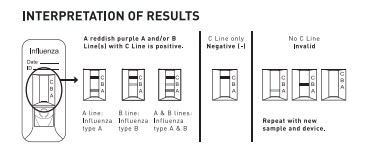 INTERPRETATION OF RESULTS
A reddish purple A and/or B
Line(s) with C Line is positive.
C Line only
Negative (-)
No C Line
Invalid
Influenza
Date
ID
C
B
A
C
B
A
C
B
A
C
B
A
C
B
A
C
B
A
C
B
A
C
B
A
A line:
Influenza
type A
B line:
Influenza
type B
A & B lines:
Influenza
type A & B
Repeat with new
sample and device.